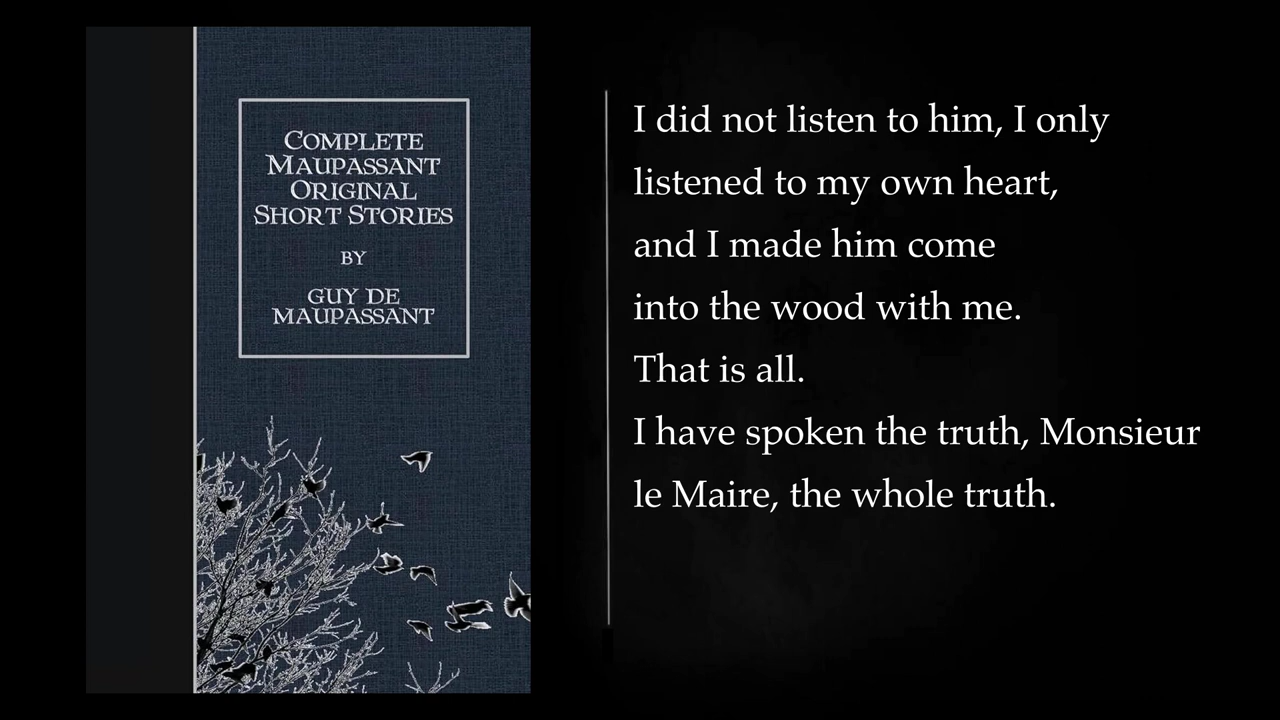 Complete
Maupassant
Original
Short Stories
by
Guy de
Maupassant
I did not listen to him, I only
listened to my own heart,
and I made him come
into the wood with me.
That is all.
I have spoken the truth, Monsieur
le Maire, the whole truth.